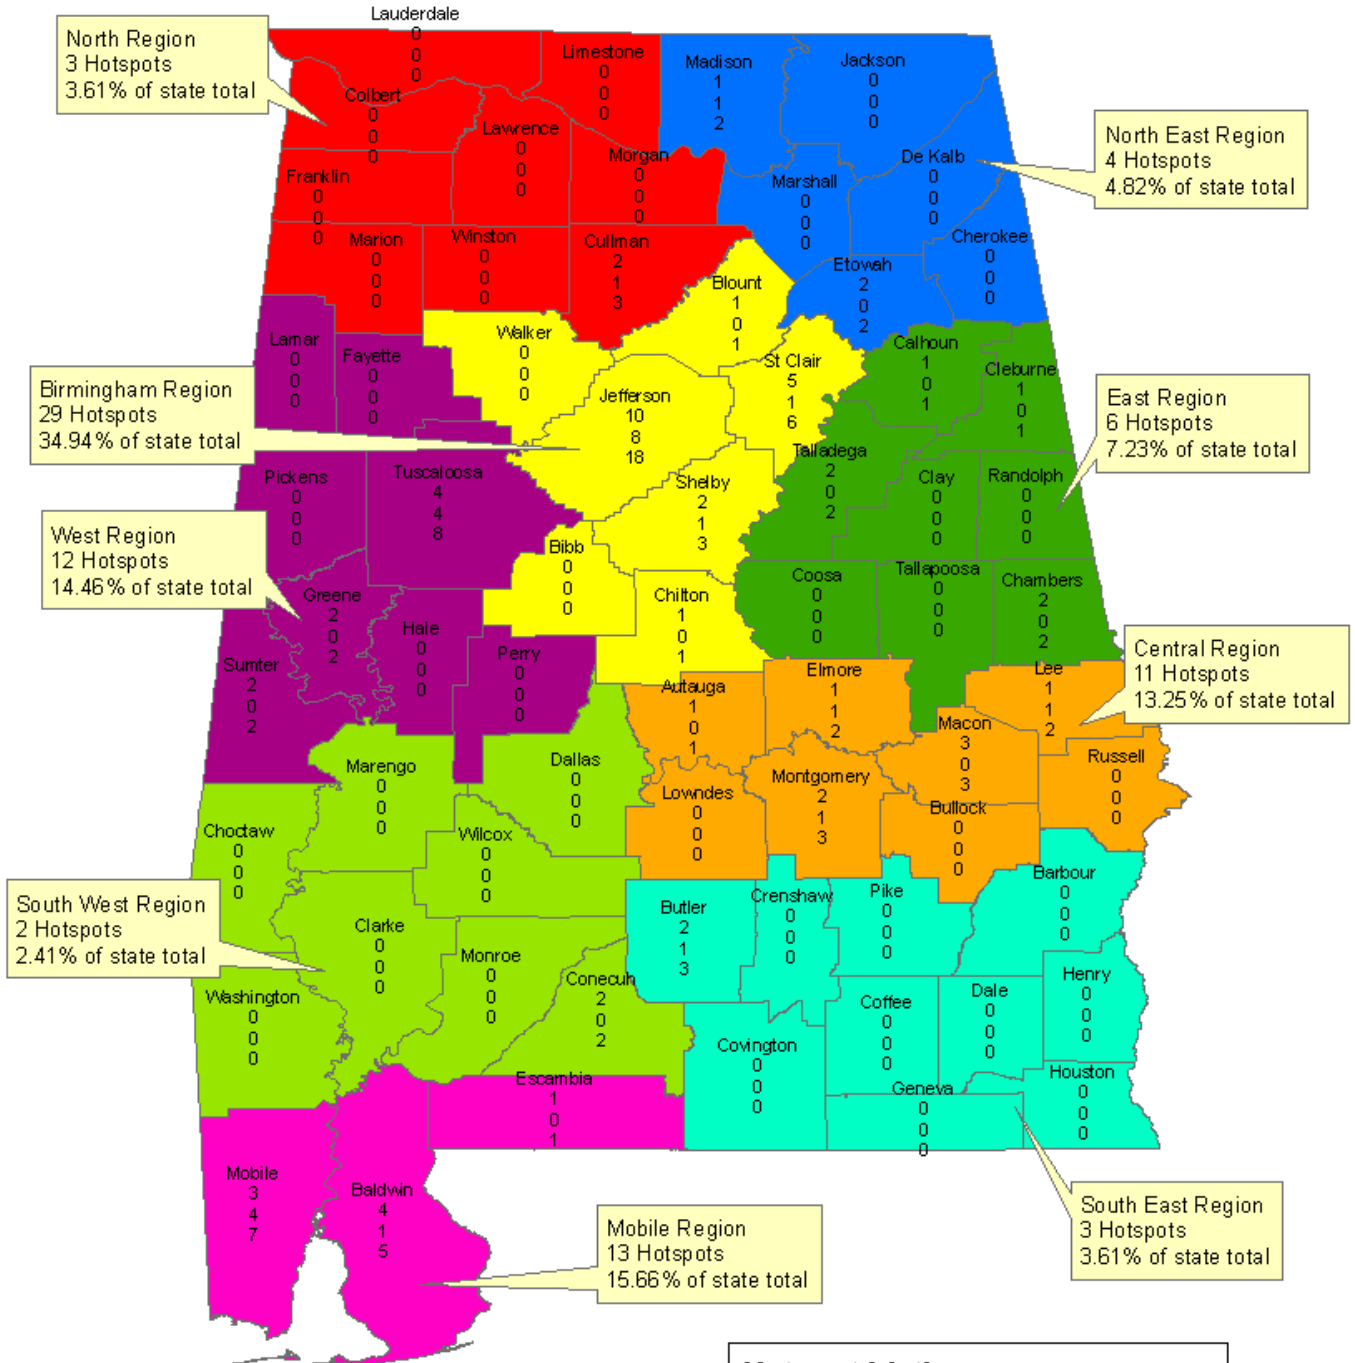 Lauderdale
0
0
0
North Region
3 Hotspots
3.61% of state total
Limestone
0
0
0
Madison
1
1
2
Jackson
0
0
0
Colbert
0
0
0
Lawrence
0
0
0
Morgan
0
0
0
North East Region
4 Hotspots
4.82% of state total
De Kalb
0
0
0
Marshall
0
0
0
Franklin
0
0
0
Marion
0
0
0
Winston
0
0
0
Cullman
2
1
3
Cherokee
0
0
0
Etowah
2
0
2
Blount
1
0
1
Lamar
0
0
0
Fayette
0
0
0
Walker
0
0
0
St Clair
5
1
6
Calhoun
1
0
1
Cleburne
1
0
1
Birmingham Region
29 Hotspots
34.94% of state total
Jefferson
10
8
18
East Region
6 Hotspots
7.23% of state total
Talladega
2
0
2
Pickens
0
0
0
Tuscaloosa
4
4
8
Shelby
2
1
3
Clay
0
0
0
Randolph
0
0
0
West Region
12 Hotspots
14.46% of state total
Bibb
0
0
0
Greene
2
0
2
Hale
0
0
0
Chilton
1
0
1
Coosa
0
0
0
Tallapoosa
0
0
0
Chambers
2
0
2
Sumter
2
0
2
Perry
0
0
0
Autauga
1
0
1
Elmore
1
1
2
Lee
1
1
2
Central Region
11 Hotspots
13.25% of state total
Macon
3
0
3
Russell
0
0
0
Marengo
0
0
0
Dallas
0
0
0
Lowndes
0
0
0
Montgomery
2
1
3
Bullock
0
0
0
Choctaw
0
0
0
Wilcox
0
0
0
South West Region
2 Hotspots
2.41% of state total
Clarke
0
0
0
Butler
2
1
3
Crenshaw
0
0
0
Pike
0
0
0
Barbour
0
0
0
Monroe
0
0
0
Conecuh
2
0
2
Washington
0
0
0
Coffee
0
0
0
Dale
0
0
0
Henry
0
0
0
Covington
0
0
0
Escambia
1
0
1
Geneva
0
0
0
Houston
0
0
0
Mobile
3
4
7
Baldwin
4
1
5
Mobile Region
13 Hotspots
15.66% of state total
South East Region
3 Hotspots
3.61% of state total